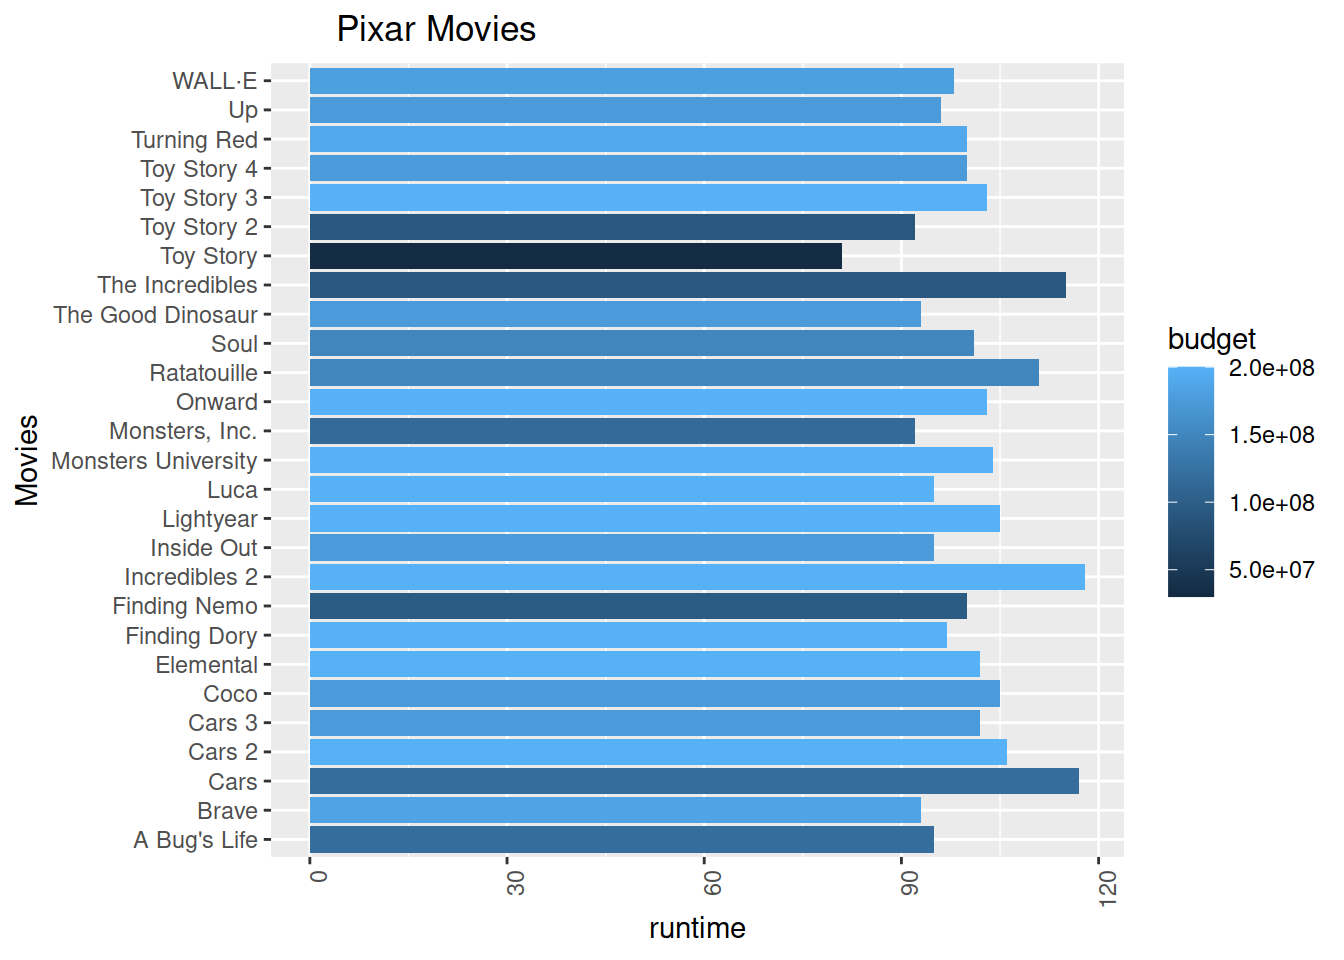 Pixar Movies
WALL·E
Up
Turning Red
Toy Story 4
Toy Story 3
Toy Story 2
Toy Story
The Incredibles
The Good Dinosaur
Soul
Ratatouille
Onward
Monsters, Inc.
Monsters University
Luca
Lightyear
Inside Out
Incredibles 2
Finding Nemo
Finding Dory
Elemental
Coco
Cars 3
Cars 2
Cars
Brave
A Bug's Life
Movies
0
30
60
90
120
runtime
budget
2.0e+08
1.5e+08
1.0e+08
5.0e+07